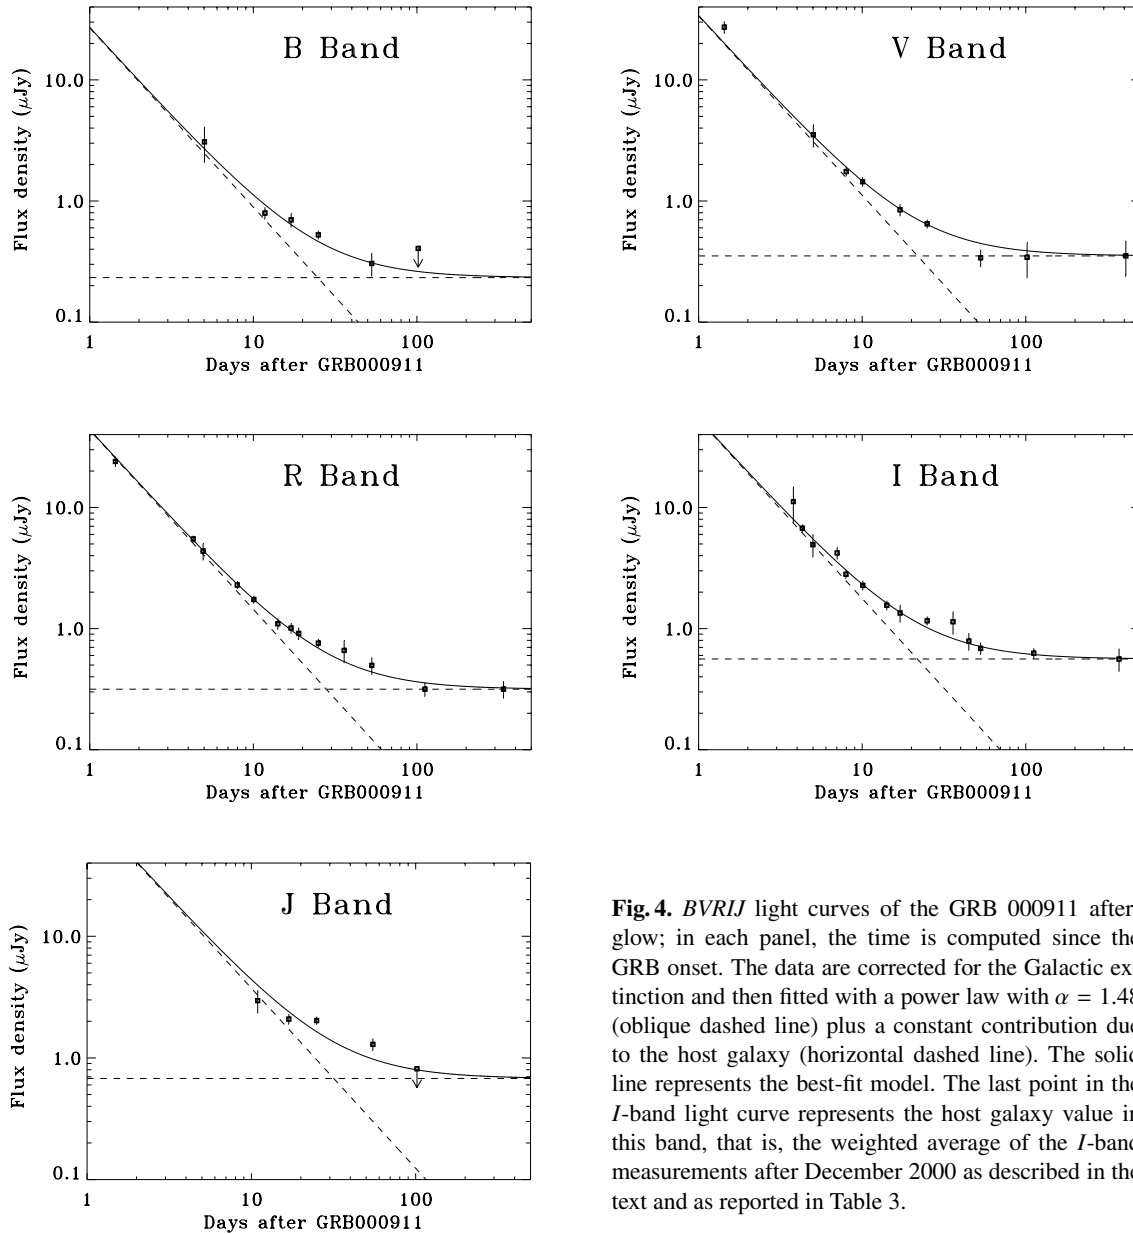 B Band
Flux density (μJy)
10.0
1.0
0.1
1
10
100
Days after GRB000911
V Band
Flux density (μJy)
10.0
1.0
0.1
1
10
100
Days after GRB000911
R Band
Flux density (μJy)
10.0
1.0
0.1
1
10
100
Days after GRB000911
I Band
Flux density (μJy)
10.0
1.0
0.1
1
10
100
Days after GRB000911
J Band
Flux density (μJy)
10.0
1.0
0.1
1
10
100
Days after GRB000911
Fig. 4. BVRIJ light curves of the GRB 000911 after
glow; in each panel, the time is computed since the
GRB onset. The data are corrected for the Galactic ex
tinction and then fitted with a power law with α = 1.48
(oblique dashed line) plus a constant contribution due
to the host galaxy (horizontal dashed line). The solid
line represents the best-fit model. The last point in the
I-band light curve represents the host galaxy value in
this band, that is, the weighted average of the I-band
measurements after December 2000 as described in the
text and as reported in Table 3.